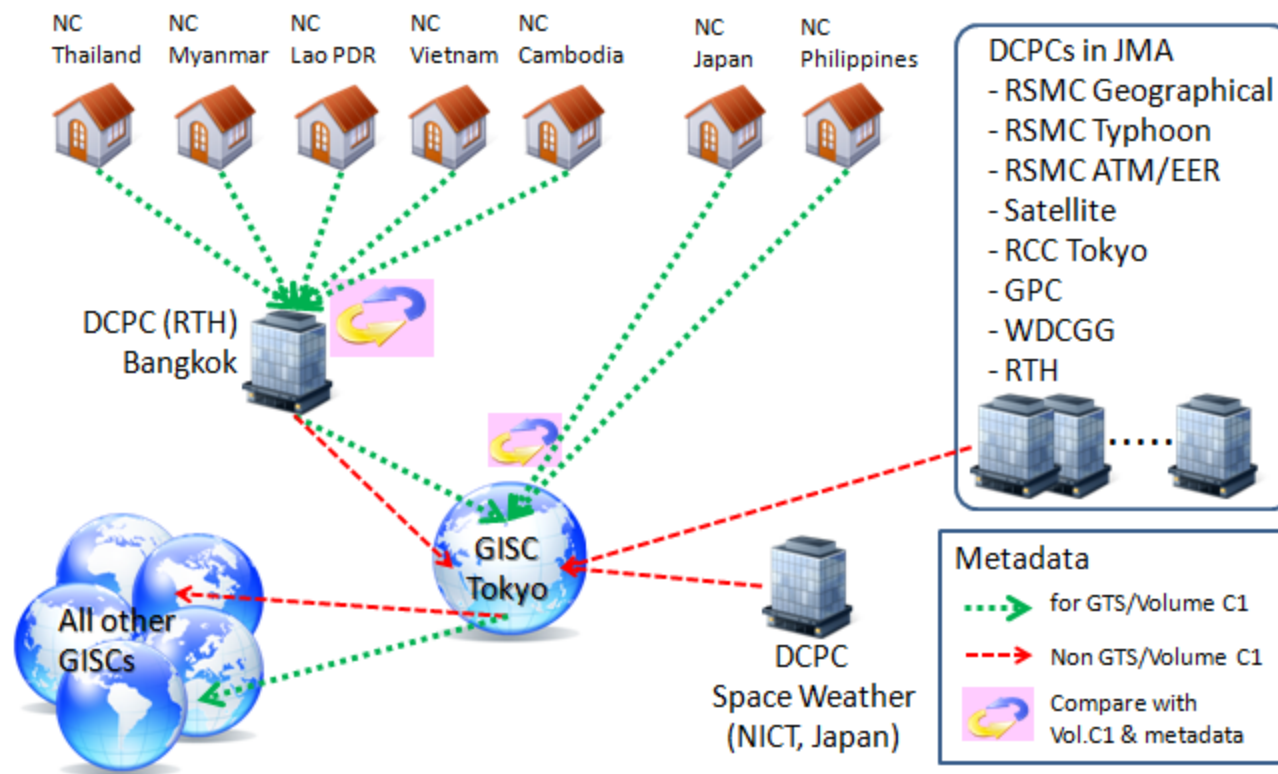 NC
Thailand
NC
Myanmar
NC
Lao PDR
NC
Vietnam
NC
Cambodia
NC
Japan
NC
Philippines
DCPCs in JMA
- RSMC Geographical
- RSMC Typhoon
- RSMC ATM/EER
- Satellite
- RCC Tokyo
- GPC
- WDCGG
- RTH
.....
DCPC (RTH)
Bangkok
GISC
Tokyo
All other
GISCs
DCPC
Space Weather
(NICT, Japan)
Metadata
for GTS/Volume C1
Non GTS/Volume C1
Compare with
Vol.C1 & metadata